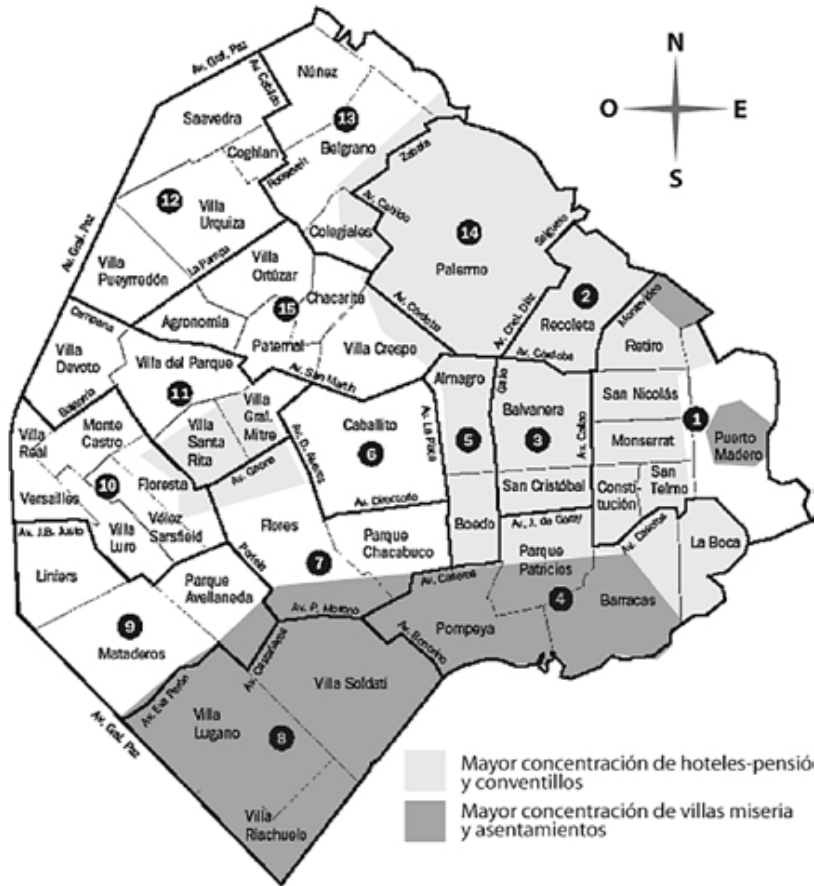 Av. Gral. Paz
Av. Cabildo
Núñez
N
O
E
S
Saavedra
13
Coghlan
Belgrano
Roosevelt
Zabala
12
Villa
Urquiza
Av. Cabildo
Colegiales
14
Palermo
Salguero
Av. Gral. Paz
La Pampa
Villa
Pueyrredón
Villa
Ortúzar
Chacarita
2
Recoleta
Montevideo
Agronomía
15
Paternal
Av. Córdoba
Av. Cnel. Díaz
Av. Córdoba
Retiro
Campana
Villa
Devoto
Villa del Parque
Villa Crespo
Av. San Martín
Almagro
Gallo
San Nicolás
Baldomía
11
Villa
Gral.
Mitre
Caballito
6
Av. La Plata
5
Balvanera
3
Av. Callao
Monserrat
1
Puerto
Madero
Villa
Real
Monte
Castro
Villa
Santa
Rita
Av. D. Álvarez
Av. Gaona
Versalles
10
Floresta
Vélez
Sarsfield
Av. Directorio
San Cristóbal
Consti-
tución
San
Telmo
Villa
Luro
Flores
Parque
Chacabuco
Boedo
Av. J. de Garay
Av. Caseros
La Boca
Av. J.B. Justo
Portela
7
Parque
Patricios
Liniers
Parque
Avellaneda
Av. Caseros
4
Barracas
9
Mataderos
Av. P. Moreno
Pompeya
Av. Bonorino
Av. Eva Perón
Av. Castañares
Villa Soldati
Av. Gral. Paz
Villa
Lugano
8
Villa
Riachuelo
Mayor concentración de hoteles-pensió
y conventillos
Mayor concentración de villas miseria
y asentamientos